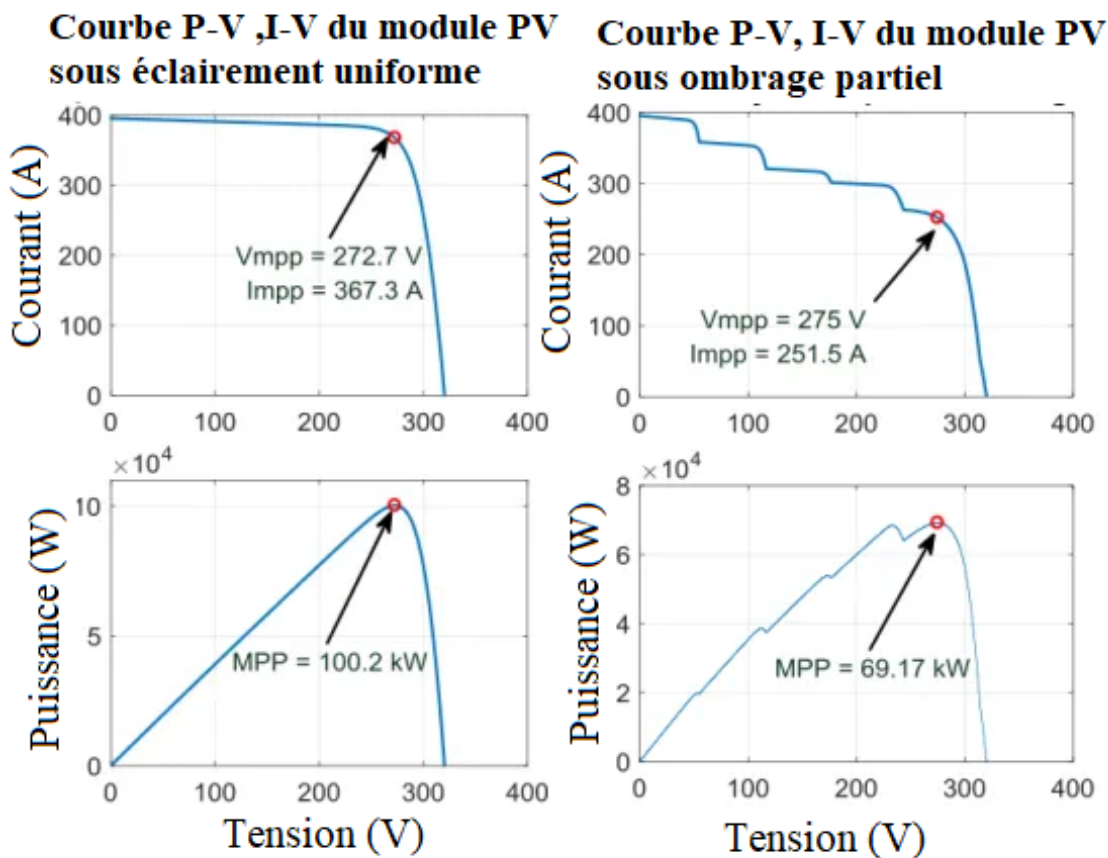 Courbe P-V ,I-V du module PV
sous éclairement uniforme
Courbe P-V, I-V du module PV
sous ombrage partiel
Courant (A)
400
300
200
100
0
Vmpp = 272.7 V
Impp = 367.3 A
0 100 200 300 400
Courant (A)
400
300
200
100
0
Vmpp = 275 V
Impp = 251.5 A
0 100 200 300 400
Puissance (W)
×10⁴
10
5
0
MPP = 100.2 kW
0 100 200 300 400
Tension (V)
Puissance (W)
×10⁴
8
6
4
2
0
MPP = 69.17 kW
0 100 200 300 400
Tension (V)